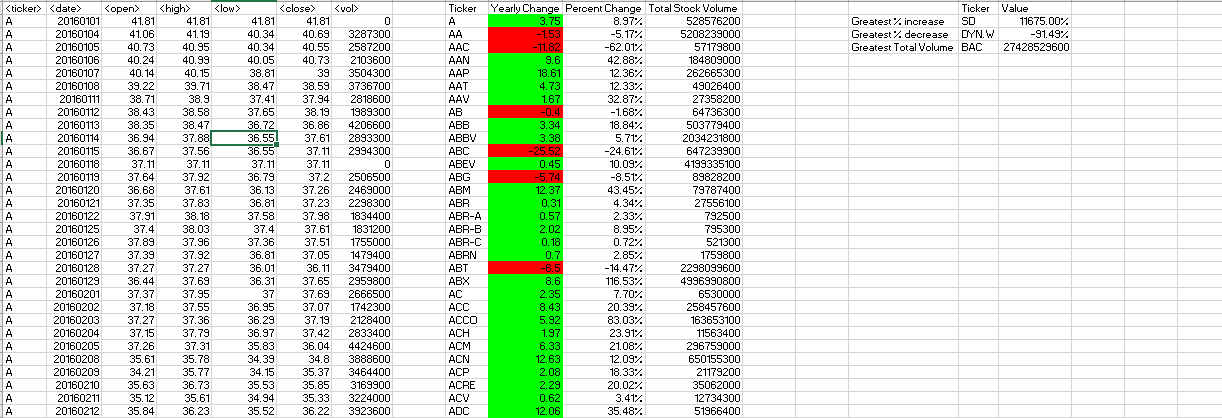 <ticker> <date> <open> <high> <low> <close> <vol> Ticker Yearly Change Percent Change Total Stock Volume Ticker Value
A 20160101 41.81 41.81 41.81 41.81 0 A 3.75 8.97% 528576200 Greatest % increase SD 11675.00%
A 20160104 41.06 41.19 40.34 40.69 3287300 AA -1.53 -5.17% 5208239000 Greatest % decrease DYN.W -91.49%
A 20160105 40.73 40.95 40.34 40.55 2587200 AAC -11.82 -62.01% 57179800 Greatest Total Volume BAC 27428529600
A 20160106 40.24 40.99 40.05 40.73 2103600 AAN 9.6 42.88% 184809000
A 20160107 40.14 40.15 38.81 39 3504300 AAP 18.61 12.36% 262665300
A 20160108 39.22 39.71 38.47 38.59 3736700 AAT 4.73 12.33% 49026400
A 20160111 38.71 38.9 37.41 37.94 2818600 AAV 1.67 32.87% 27358200
A 20160112 38.43 38.58 37.65 38.19 1989300 AB -0.4 -1.68% 64736300
A 20160113 38.35 38.47 36.72 36.86 4206600 ABB 3.34 18.84% 503779400
A 20160114 36.94 37.88 36.55 37.61 2893300 ABBV 3.38 5.71% 2034231800
A 20160115 36.67 37.56 36.55 37.11 2994300 ABC -25.52 -24.61% 647239900
A 20160118 37.11 37.11 37.11 37.11 0 ABEV 0.45 10.09% 4199335100
A 20160119 37.64 37.92 36.79 37.2 2506500 ABG -5.74 -8.51% 89828200
A 20160120 36.68 37.61 36.13 37.26 2469000 ABM 12.37 43.45% 79787400
A 20160121 37.35 37.83 36.81 37.23 2298300 ABR 0.31 4.34% 27556100
A 20160122 37.91 38.18 37.58 37.98 1834400 ABR-A 0.57 2.33% 792500
A 20160125 37.4 38.03 37.4 37.61 1831200 ABR-B 2.02 8.95% 795300
A 20160126 37.89 37.96 37.36 37.51 1755000 ABR-C 0.18 0.72% 521300
A 20160127 37.39 37.92 36.81 37.05 1479400 ABRN 0.7 2.85% 1759800
A 20160128 37.27 37.27 36.01 36.11 3479400 ABT -6.5 -14.47% 2298099600
A 20160129 36.44 37.69 36.31 37.65 2959800 ABX 8.6 116.53% 4996990800
A 20160201 37.37 37.95 37 37.69 2666500 AC 2.35 7.70% 6530000
A 20160202 37.18 37.55 36.95 37.07 1742300 ACC 8.43 20.39% 258457600
A 20160203 37.27 37.36 36.29 37.19 2128400 ACCO 5.92 83.03% 163653100
A 20160204 37.15 37.79 36.97 37.42 2833400 ACH 1.97 23.91% 11563400
A 20160205 37.26 37.31 35.83 36.04 4424600 ACM 6.33 21.08% 296759000
A 20160208 35.61 35.78 34.39 34.8 3888600 ACN 12.63 12.09% 650155300
A 20160209 34.21 35.77 34.15 35.37 3464400 ACP 2.08 18.33% 21179200
A 20160210 35.63 36.73 35.53 35.85 3169900 ACRE 2.29 20.02% 35062000
A 20160211 35.12 35.61 34.94 35.33 3224000 ACV 0.62 3.41% 12734300
A 20160212 35.84 36.23 35.52 36.22 3923600 ADC 12.06 35.48% 51966400